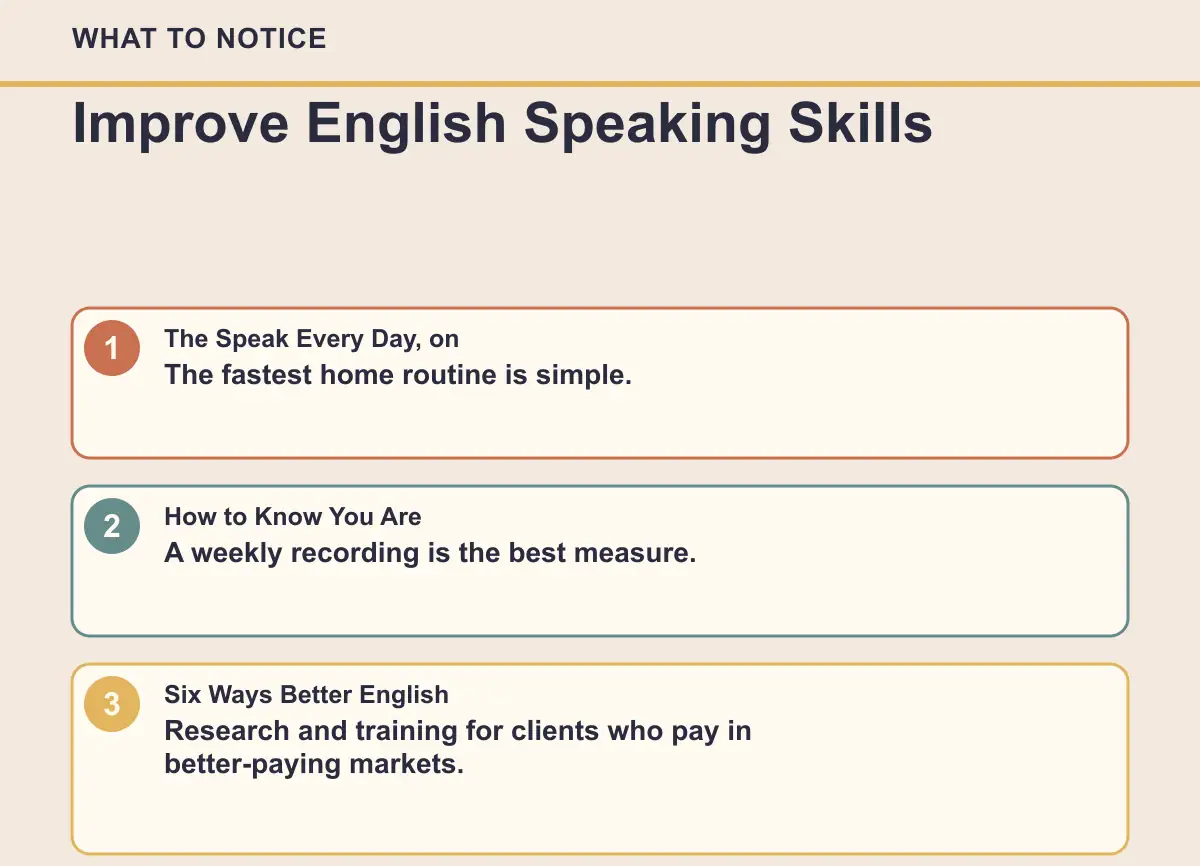 WHAT TO NOTICE
Improve English Speaking Skills
1
The Speak Every Day, on
The fastest home routine is simple.
2
How to Know You Are
A weekly recording is the best measure.
3
Six Ways Better English
Research and training for clients who pay in
better-paying markets.